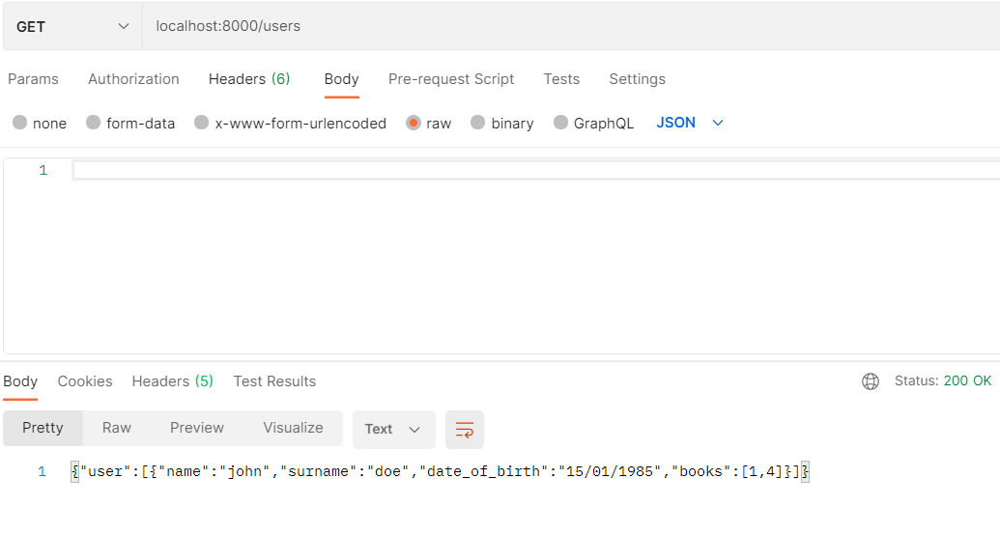 GET localhost:8000/users
Params Authorization Headers (6) Body Pre-request Script Tests Settings
none form-data x-www-form-urlencoded raw binary GraphQL JSON
1
Body Cookies Headers (5) Test Results Status: 200 OK
Pretty Raw Preview Visualize Text
1 {"user":[{"name":"john","surname":"doe","date_of_birth":"15/01/1985","books":[1,4]}]}